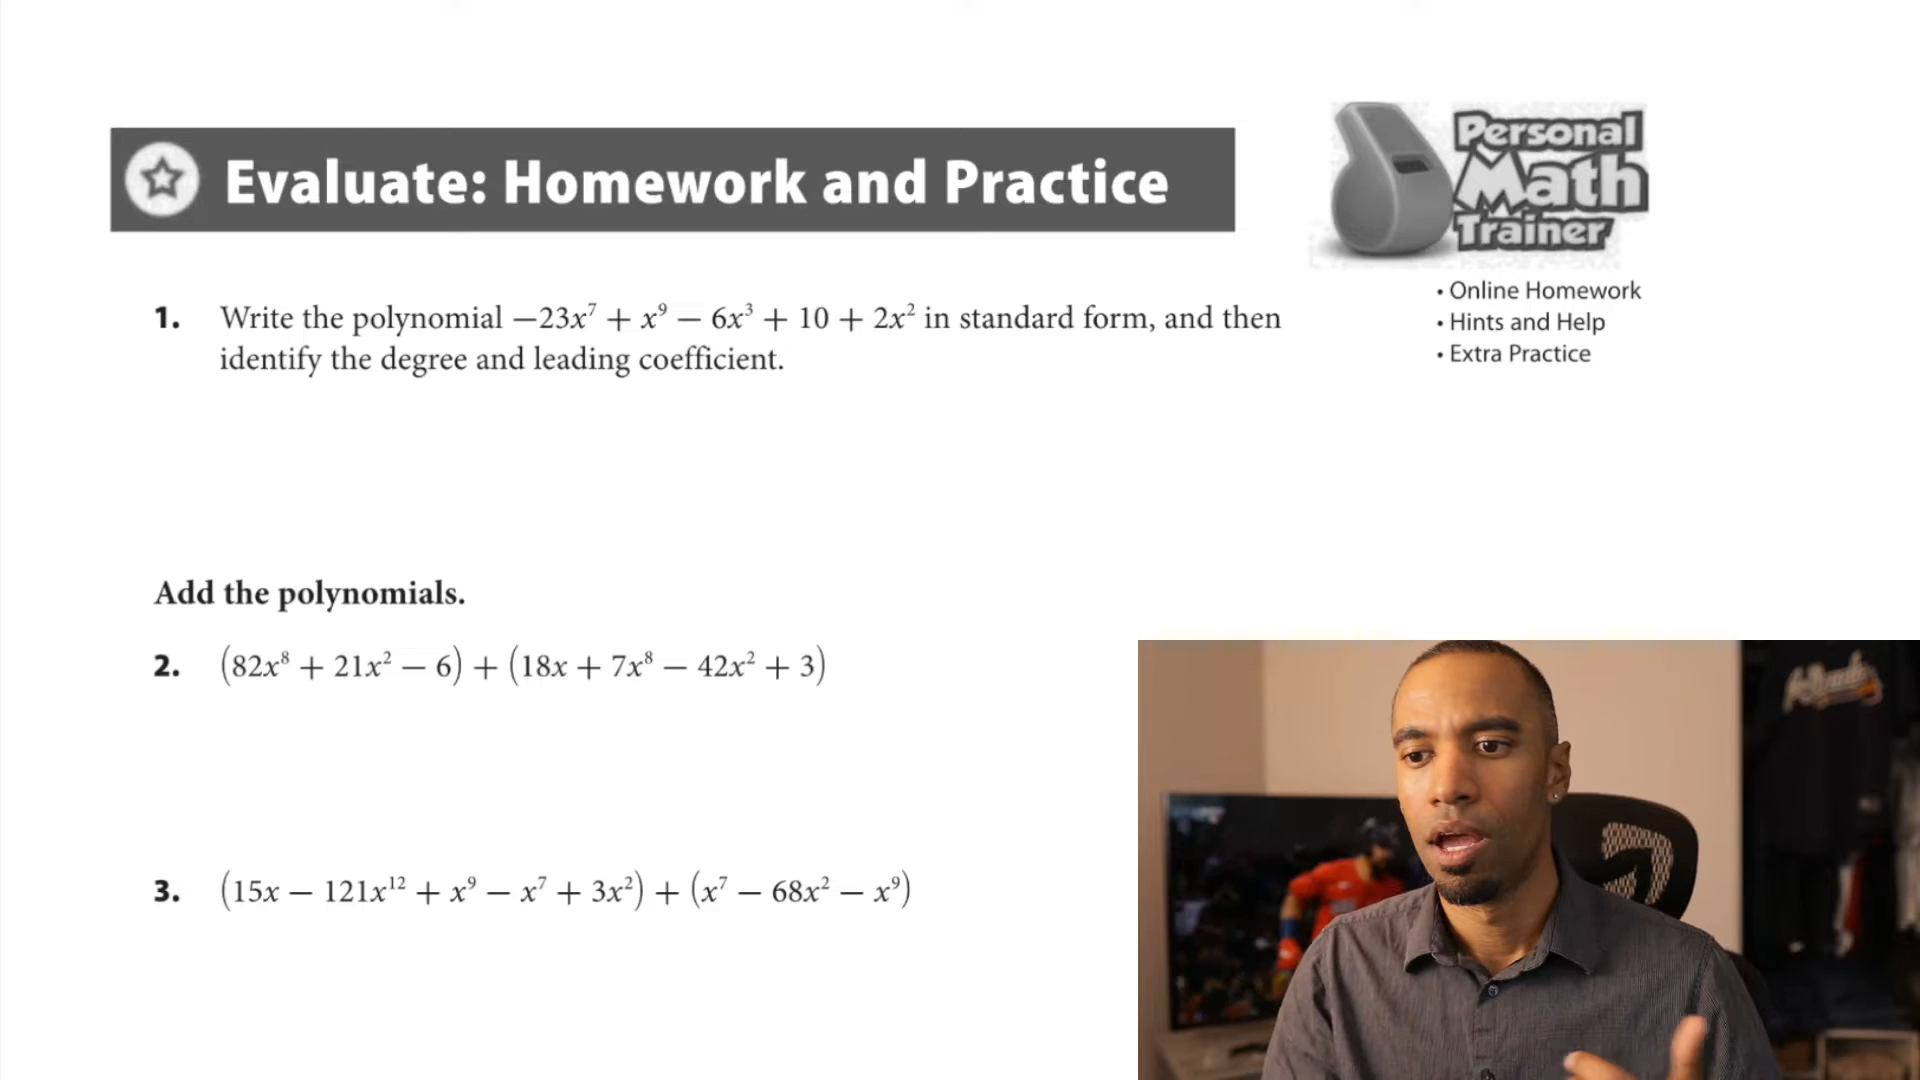 Evaluate: Homework and Practice
Personal
Math
Trainer
• Online Homework
• Hints and Help
• Extra Practice
1. Write the polynomial −23x⁷ + x⁹ − 6x³ + 10 + 2x² in standard form, and then
identify the degree and leading coefficient.
Add the polynomials.
2. (82x⁸ + 21x² − 6) + (18x + 7x⁸ − 42x² + 3)
3. (15x − 121x¹² + x⁹ − x⁷ + 3x²) + (x⁷ − 68x² − x⁹)